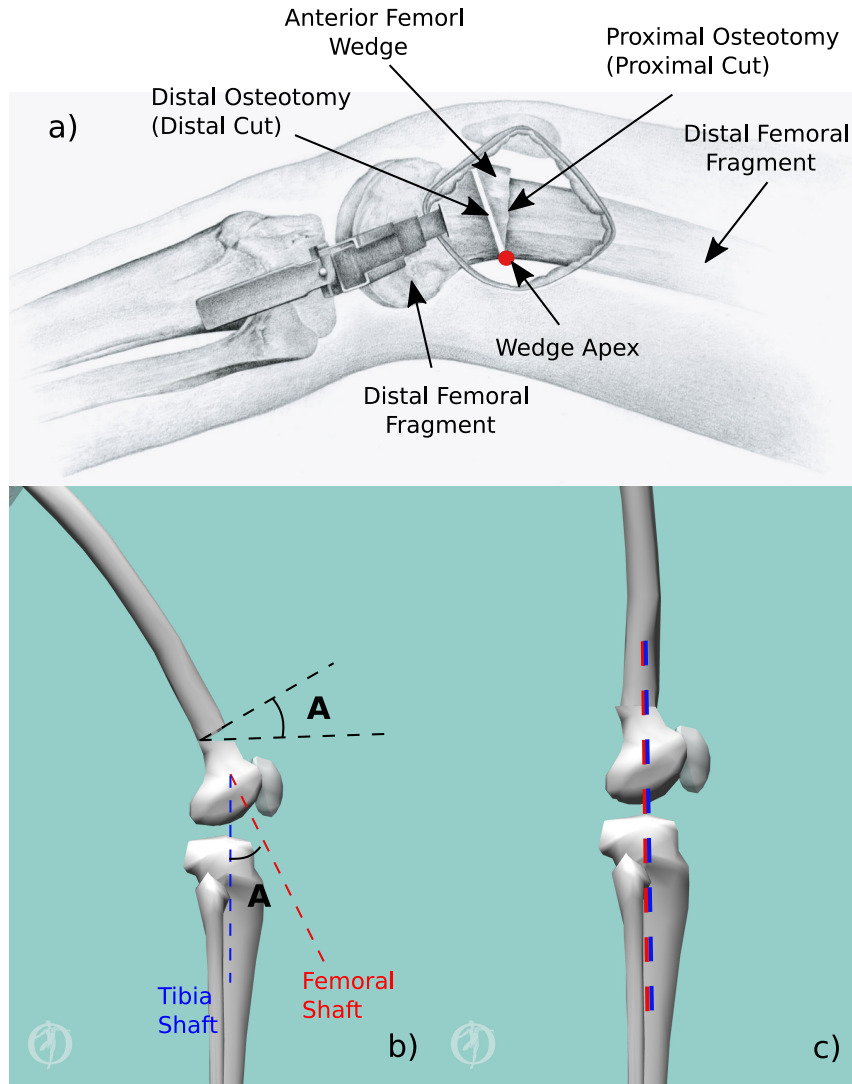 Anterior Femorl
Wedge
Proximal Osteotomy
(Proximal Cut)
Distal Osteotomy
(Distal Cut)
a)
Distal Femoral
Fragment
Wedge Apex
Distal Femoral
Fragment
A
A
Tibia
Shaft
Femoral
Shaft
b)
c)